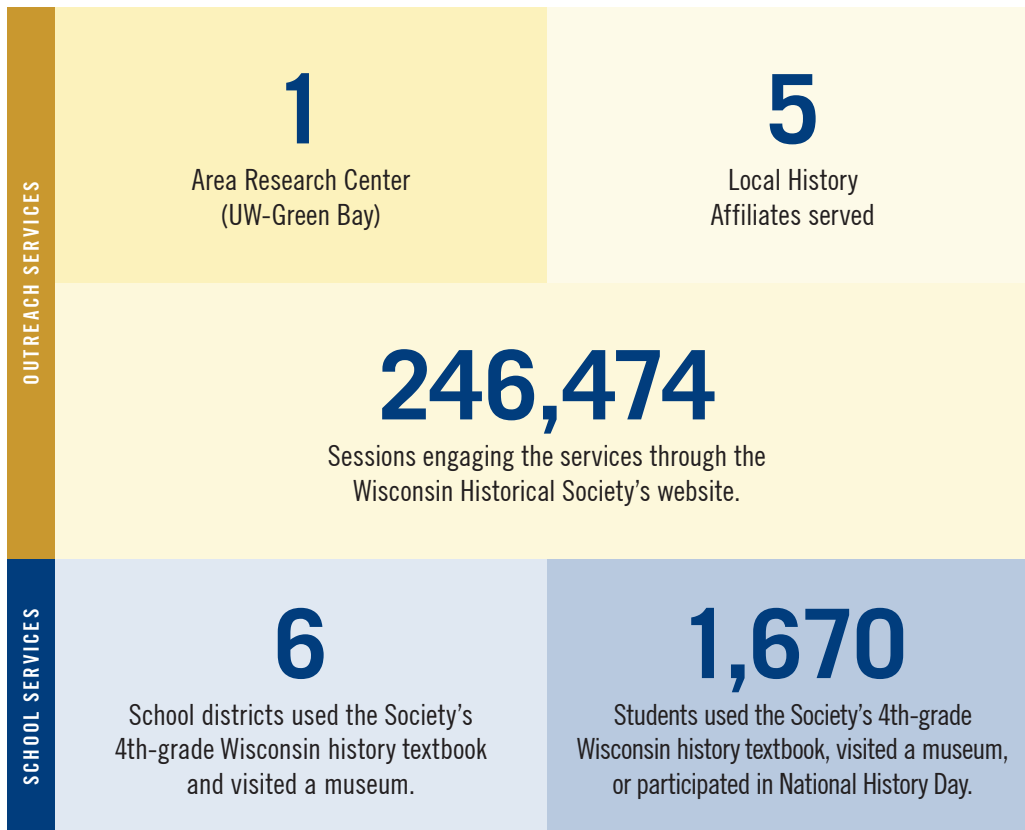 OUTREACH SERVICES
1
Area Research Center
(UW-Green Bay)
5
Local History
Affiliates served
246,474
Sessions engaging the services through the
Wisconsin Historical Society’s website.
SCHOOL SERVICES
6
School districts used the Society’s
4th-grade Wisconsin history textbook
and visited a museum.
1,670
Students used the Society’s 4th-grade
Wisconsin history textbook, visited a museum,
or participated in National History Day.